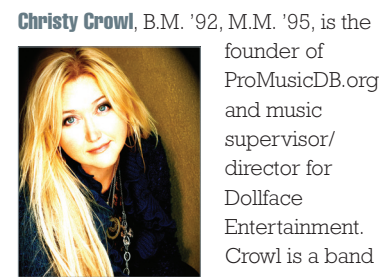 Christy Crowl, B.M. ’92, M.M. ’95, is the
founder of
ProMusicDB.org
and music
supervisor/
director for
Dollface
Entertainment.
Crowl is a band